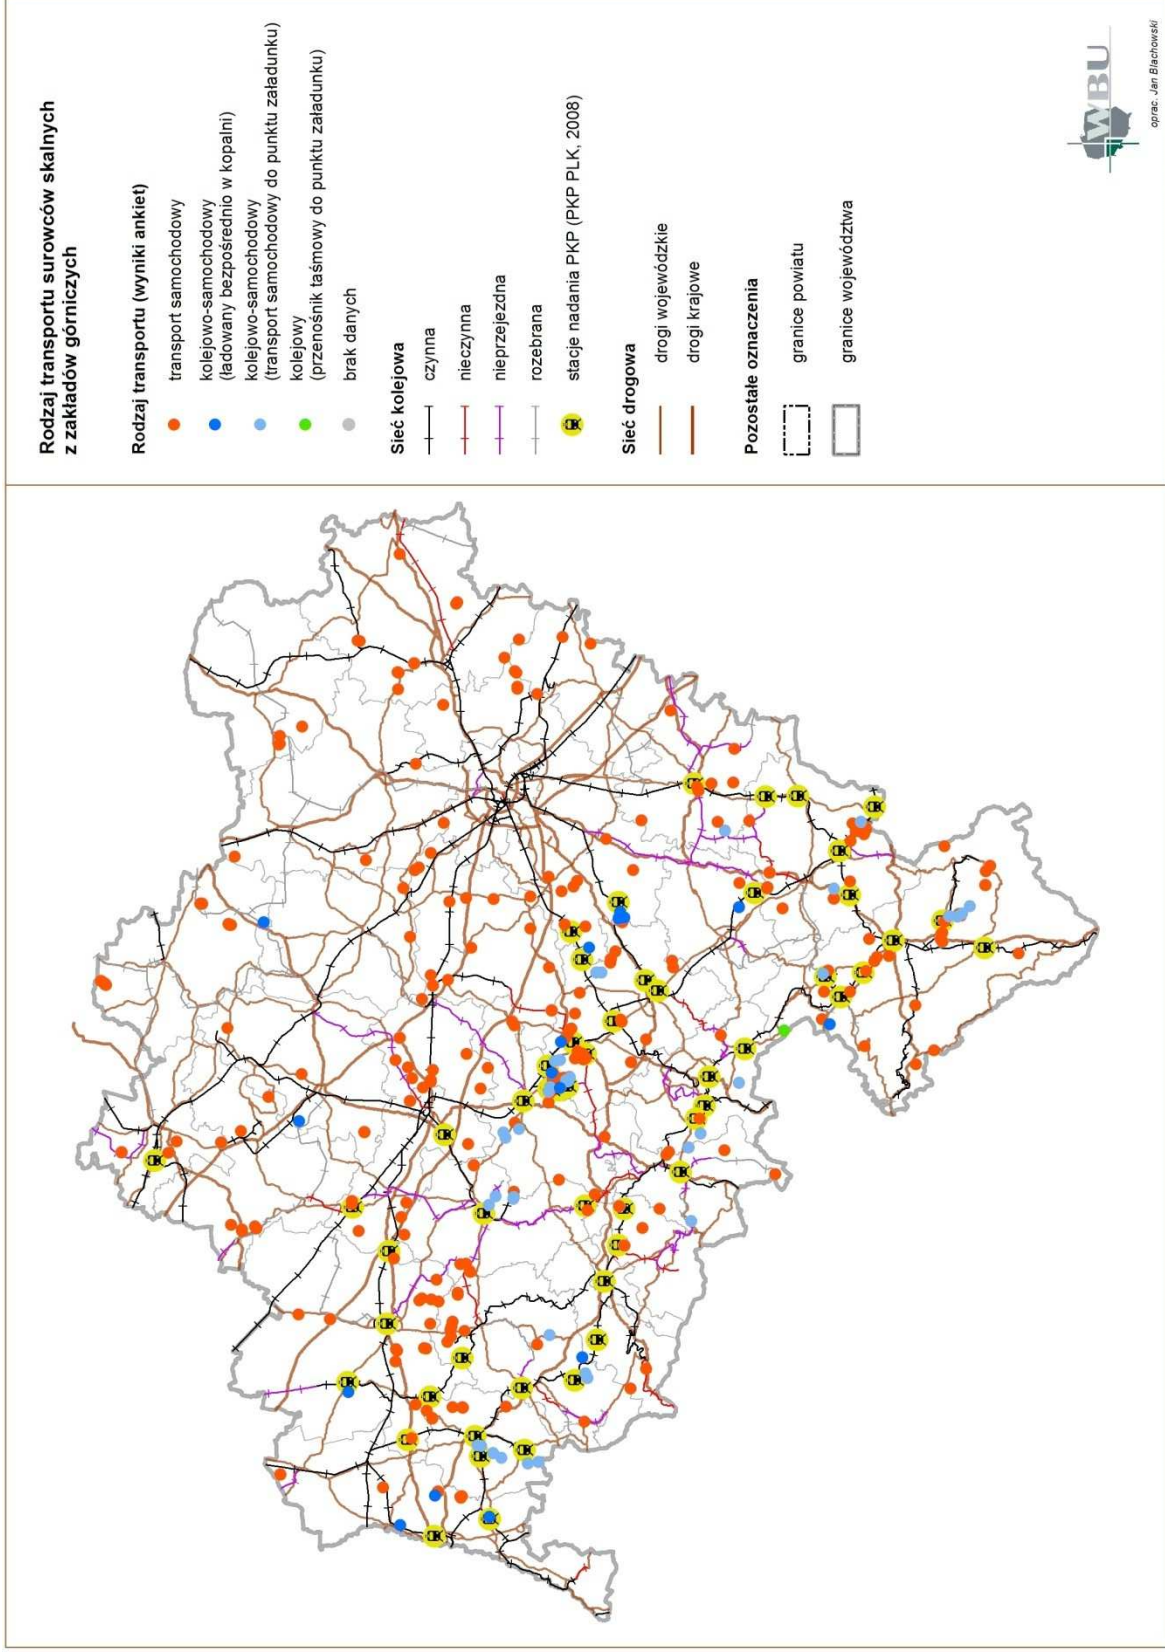 Rodzaj transportu surowców skalnych
z zakładów górniczych
Rodzaj transportu (wyniki ankiet)
transport samochodowy
kolejowo-samochodowy
(ładowany bezpośrednio w kopalni)
kolejowo-samochodowy
(transport samochodowy do punktu załadunku)
kolejowy
(przenośnik taśmowy do punktu załadunku)
brak danych
Sieć kolejowa
czynna
nieczynna
nieprzejezdna
rozebrana
stacje nadania PKP (PKP PLK, 2008)
Sieć drogowa
drogi wojewódzkie
drogi krajowe
Pozostałe oznaczenia
granice powiatu
granice województwa
WBU
oprac. Jan Blachowski